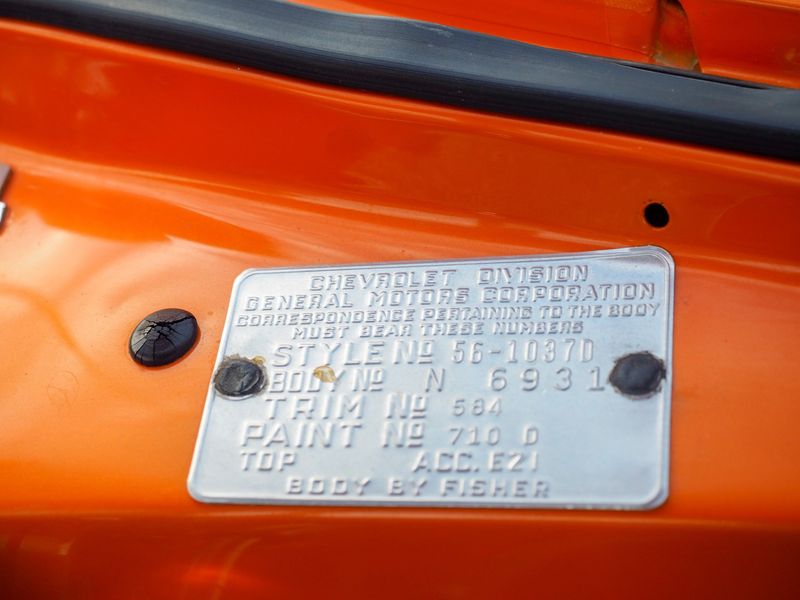 CHEVROLET DIVISION
GENERAL MOTORS CORPORATION
CORRESPONDENCE PERTAINING TO THE BODY
MUST BEAR THESE NUMBERS
STYLE Nº 56-1037D
BODY Nº N 6931
TRIM Nº 584
PAINT Nº 710 D
TOP ACC. E21
BODY BY FISHER